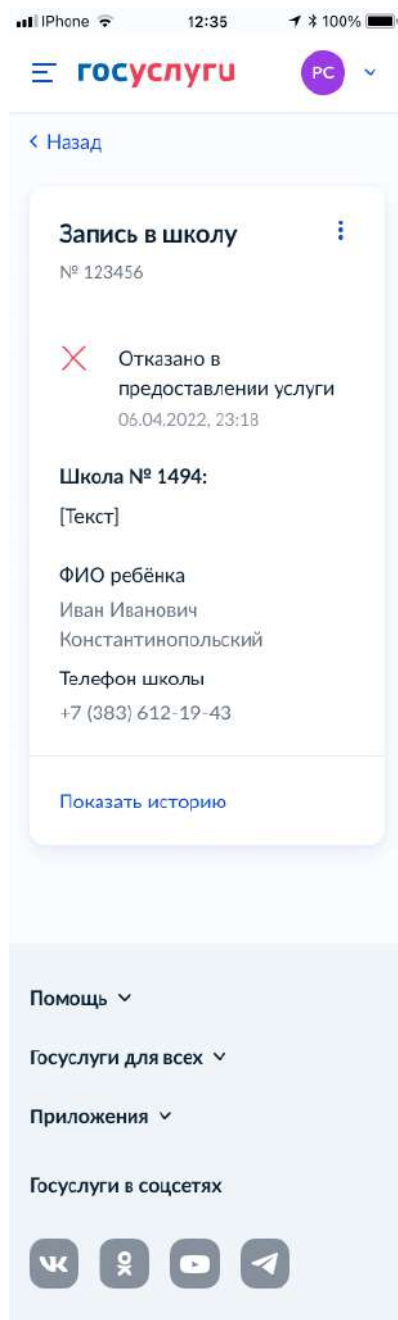 IPhone 12:35 100%
госуслуги РС
Назад
Запись в школу
№ 123456
Отказано в
предоставлении услуги
06.04.2022, 23:18
Школа № 1494:
[Текст]
ФИО ребёнка
Иван Иванович
Константинопольский
Телефон школы
+7 (383) 612-19-43
Показать историю
Помощь
Госуслуги для всех
Приложения
Госуслуги в соцсетях